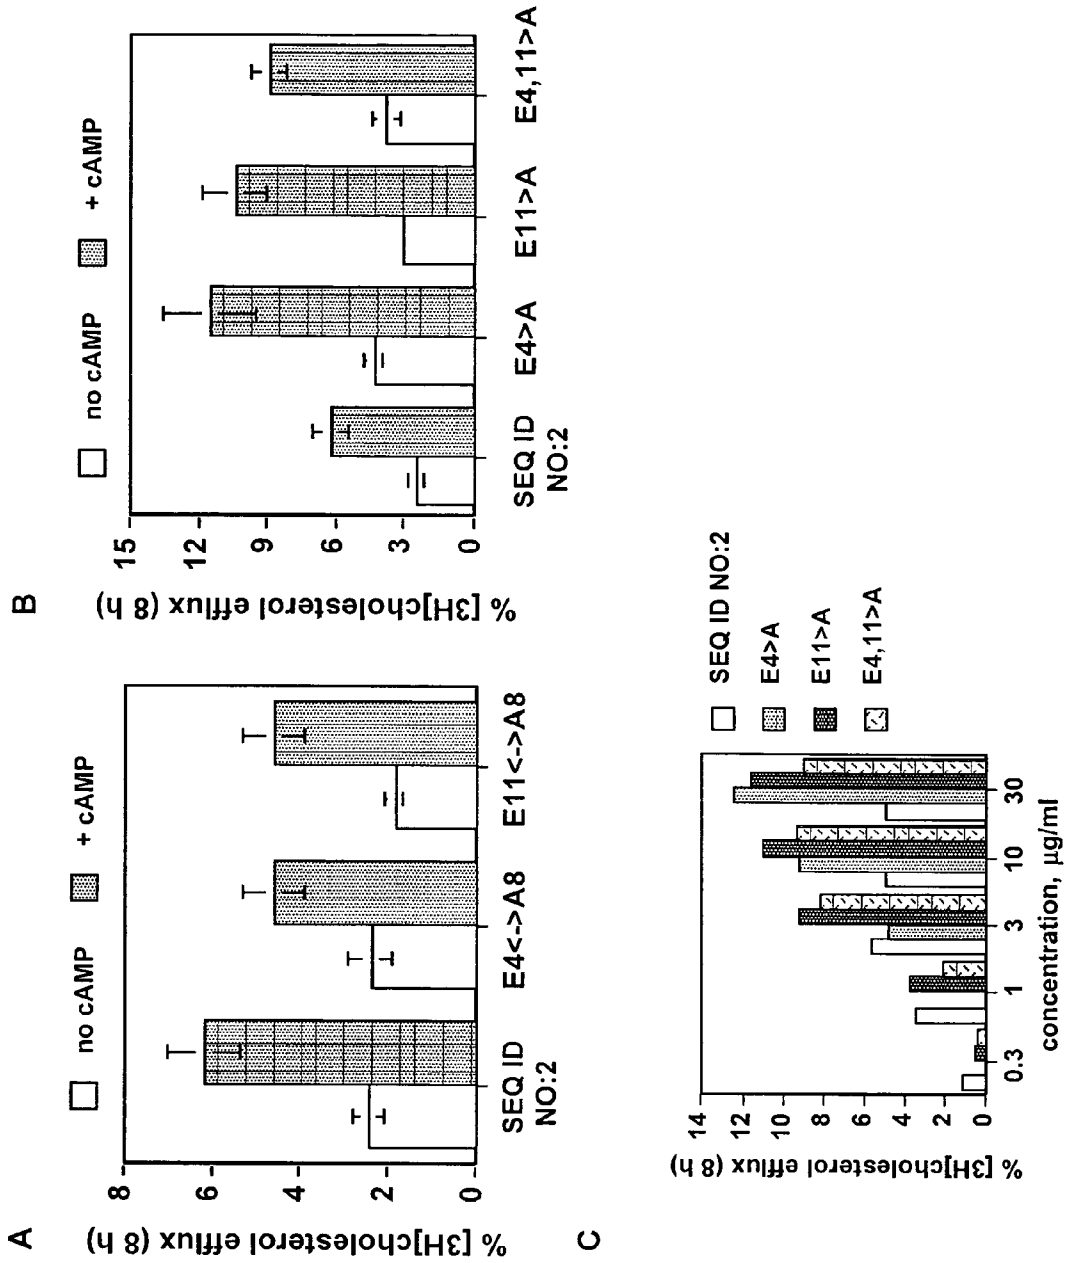 A
no cAMP
+ cAMP
% [3H]cholesterol efflux (8 h)
8
6
4
2
0
SEQ ID
NO:2
E4<->A8
E11<->A8
B
no cAMP
+ cAMP
% [3H]cholesterol efflux (8 h)
15
12
9
6
3
0
SEQ ID
NO:2
E4>A
E11>A
E4,11>A
C
% [3H]cholesterol efflux (8 h)
14
12
10
8
6
4
2
0
0.3
1
3
10
30
concentration, µg/ml
SEQ ID NO:2
E4>A
E11>A
E4,11>A